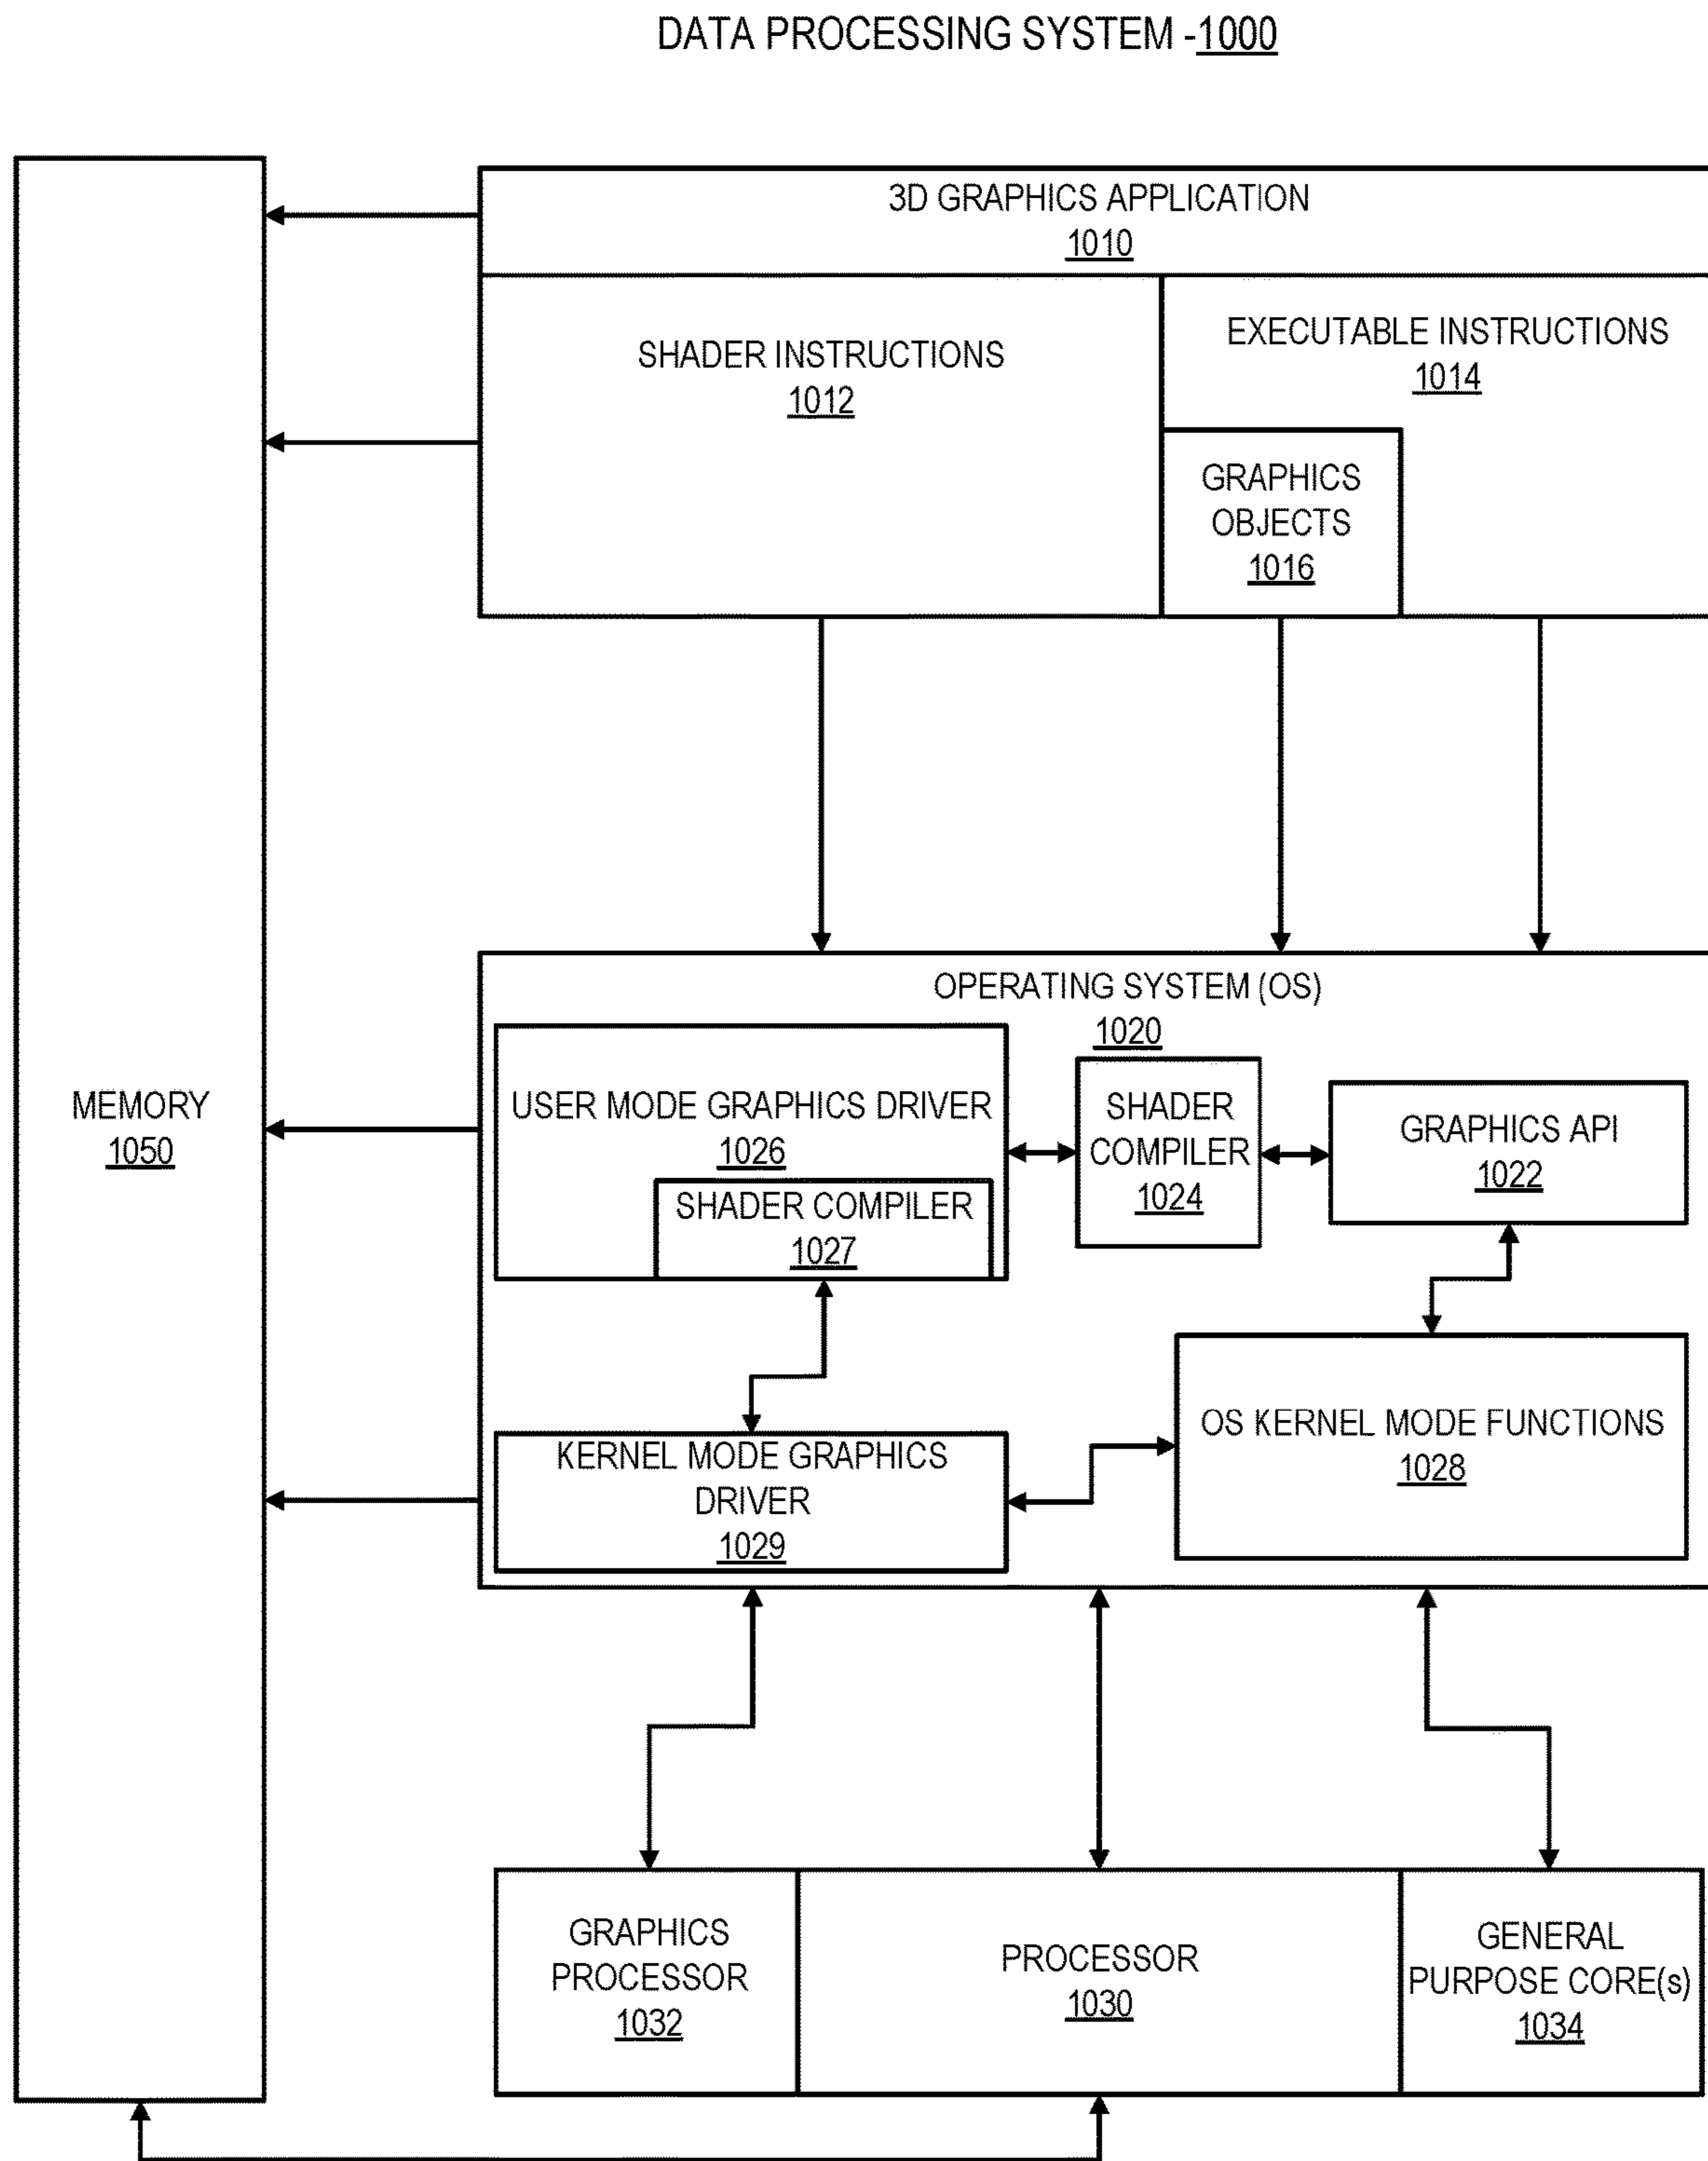 DATA PROCESSING SYSTEM -1000
3D GRAPHICS APPLICATION
1010
SHADER INSTRUCTIONS
1012
EXECUTABLE INSTRUCTIONS
1014
GRAPHICS
OBJECTS
1016
MEMORY
1050
OPERATING SYSTEM (OS)
1020
USER MODE GRAPHICS DRIVER
1026
SHADER COMPILER
1027
SHADER
COMPILER
1024
GRAPHICS API
1022
KERNEL MODE GRAPHICS
DRIVER
1029
OS KERNEL MODE FUNCTIONS
1028
GRAPHICS
PROCESSOR
1032
PROCESSOR
1030
GENERAL
PURPOSE CORE(s)
1034